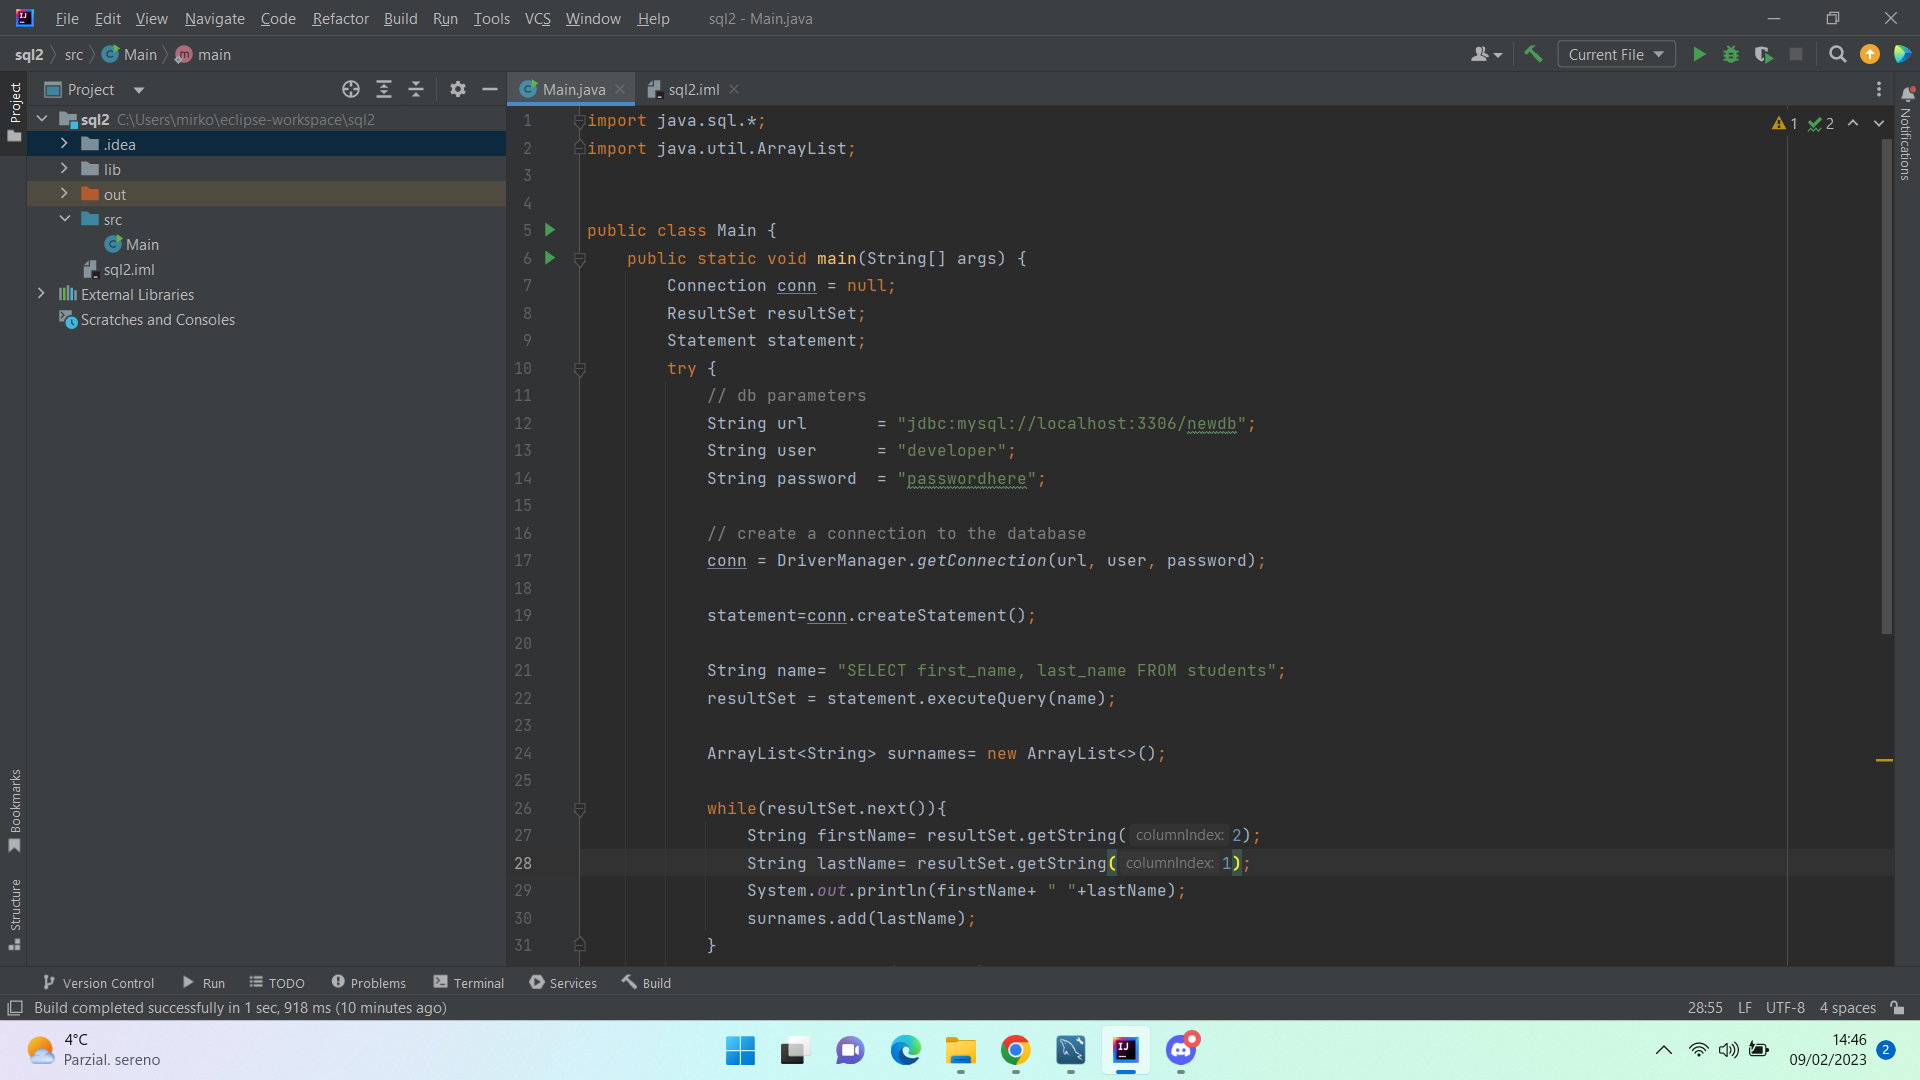 File Edit View Navigate Code Refactor Build Run Tools VCS Window Help sql2 - Main.java
sql2 src Main main Current File
Project
Main.java
sql2.iml
Project
Notifications
Bookmarks
Structure
sql2 C:\Users\mirko\eclipse-workspace\sql2
.idea
lib
out
src
Main
sql2.iml
External Libraries
Scratches and Consoles
1 2
1 import java.sql.*;
2 import java.util.ArrayList;
3
4
5 public class Main {
6 public static void main(String[] args) {
7 Connection conn = null;
8 ResultSet resultSet;
9 Statement statement;
10 try {
11 // db parameters
12 String url = "jdbc:mysql://localhost:3306/newdb";
13 String user = "developer";
14 String password = "passwordhere";
15
16 // create a connection to the database
17 conn = DriverManager.getConnection(url, user, password);
18
19 statement=conn.createStatement();
20
21 String name= "SELECT first_name, last_name FROM students";
22 resultSet = statement.executeQuery(name);
23
24 ArrayList<String> surnames= new ArrayList<>();
25
26 while(resultSet.next()){
27 String firstName= resultSet.getString( columnIndex: 2);
28 String lastName= resultSet.getString( columnIndex: 1);
29 System.out.println(firstName+ " "+lastName);
30 surnames.add(lastName);
31 }
Version Control Run TODO Problems Terminal Services Build
Build completed successfully in 1 sec, 918 ms (10 minutes ago) 28:55 LF UTF-8 4 spaces
4°C
Parzial. sereno
14:46
09/02/2023
2